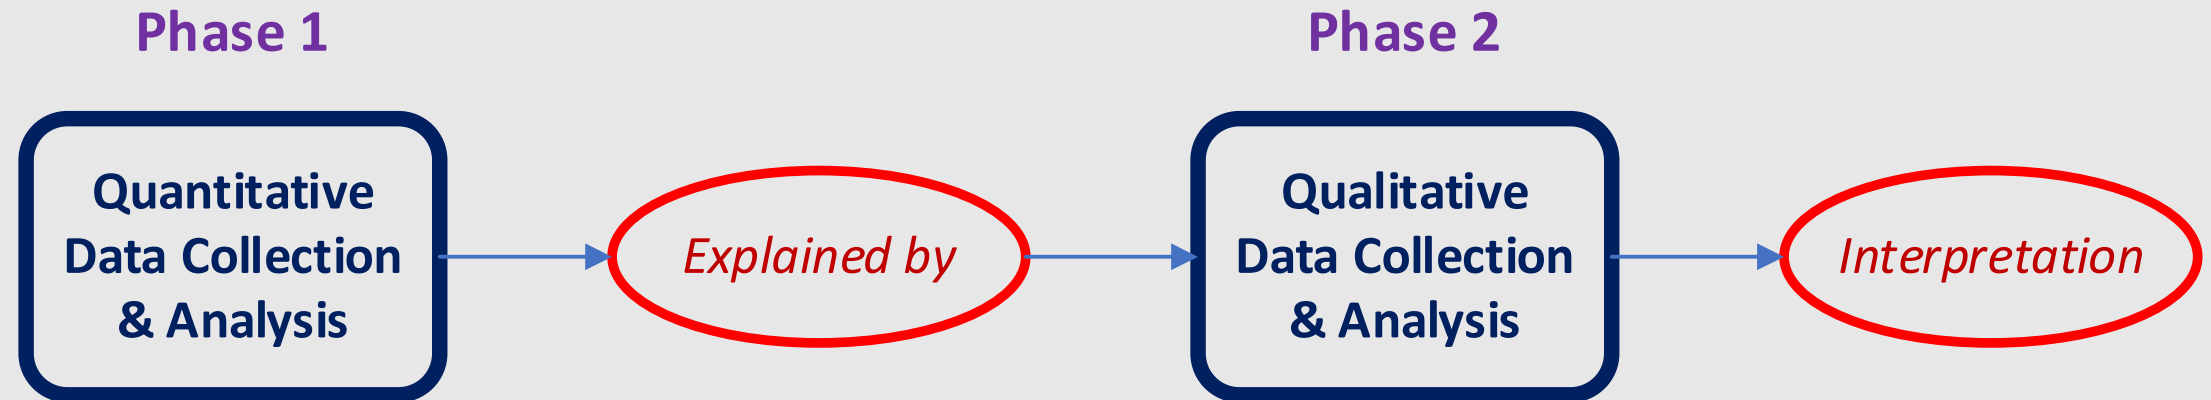 Phase 1
Phase 2
Quantitative
Data Collection
& Analysis
Explained by
Qualitative
Data Collection
& Analysis
Interpretation